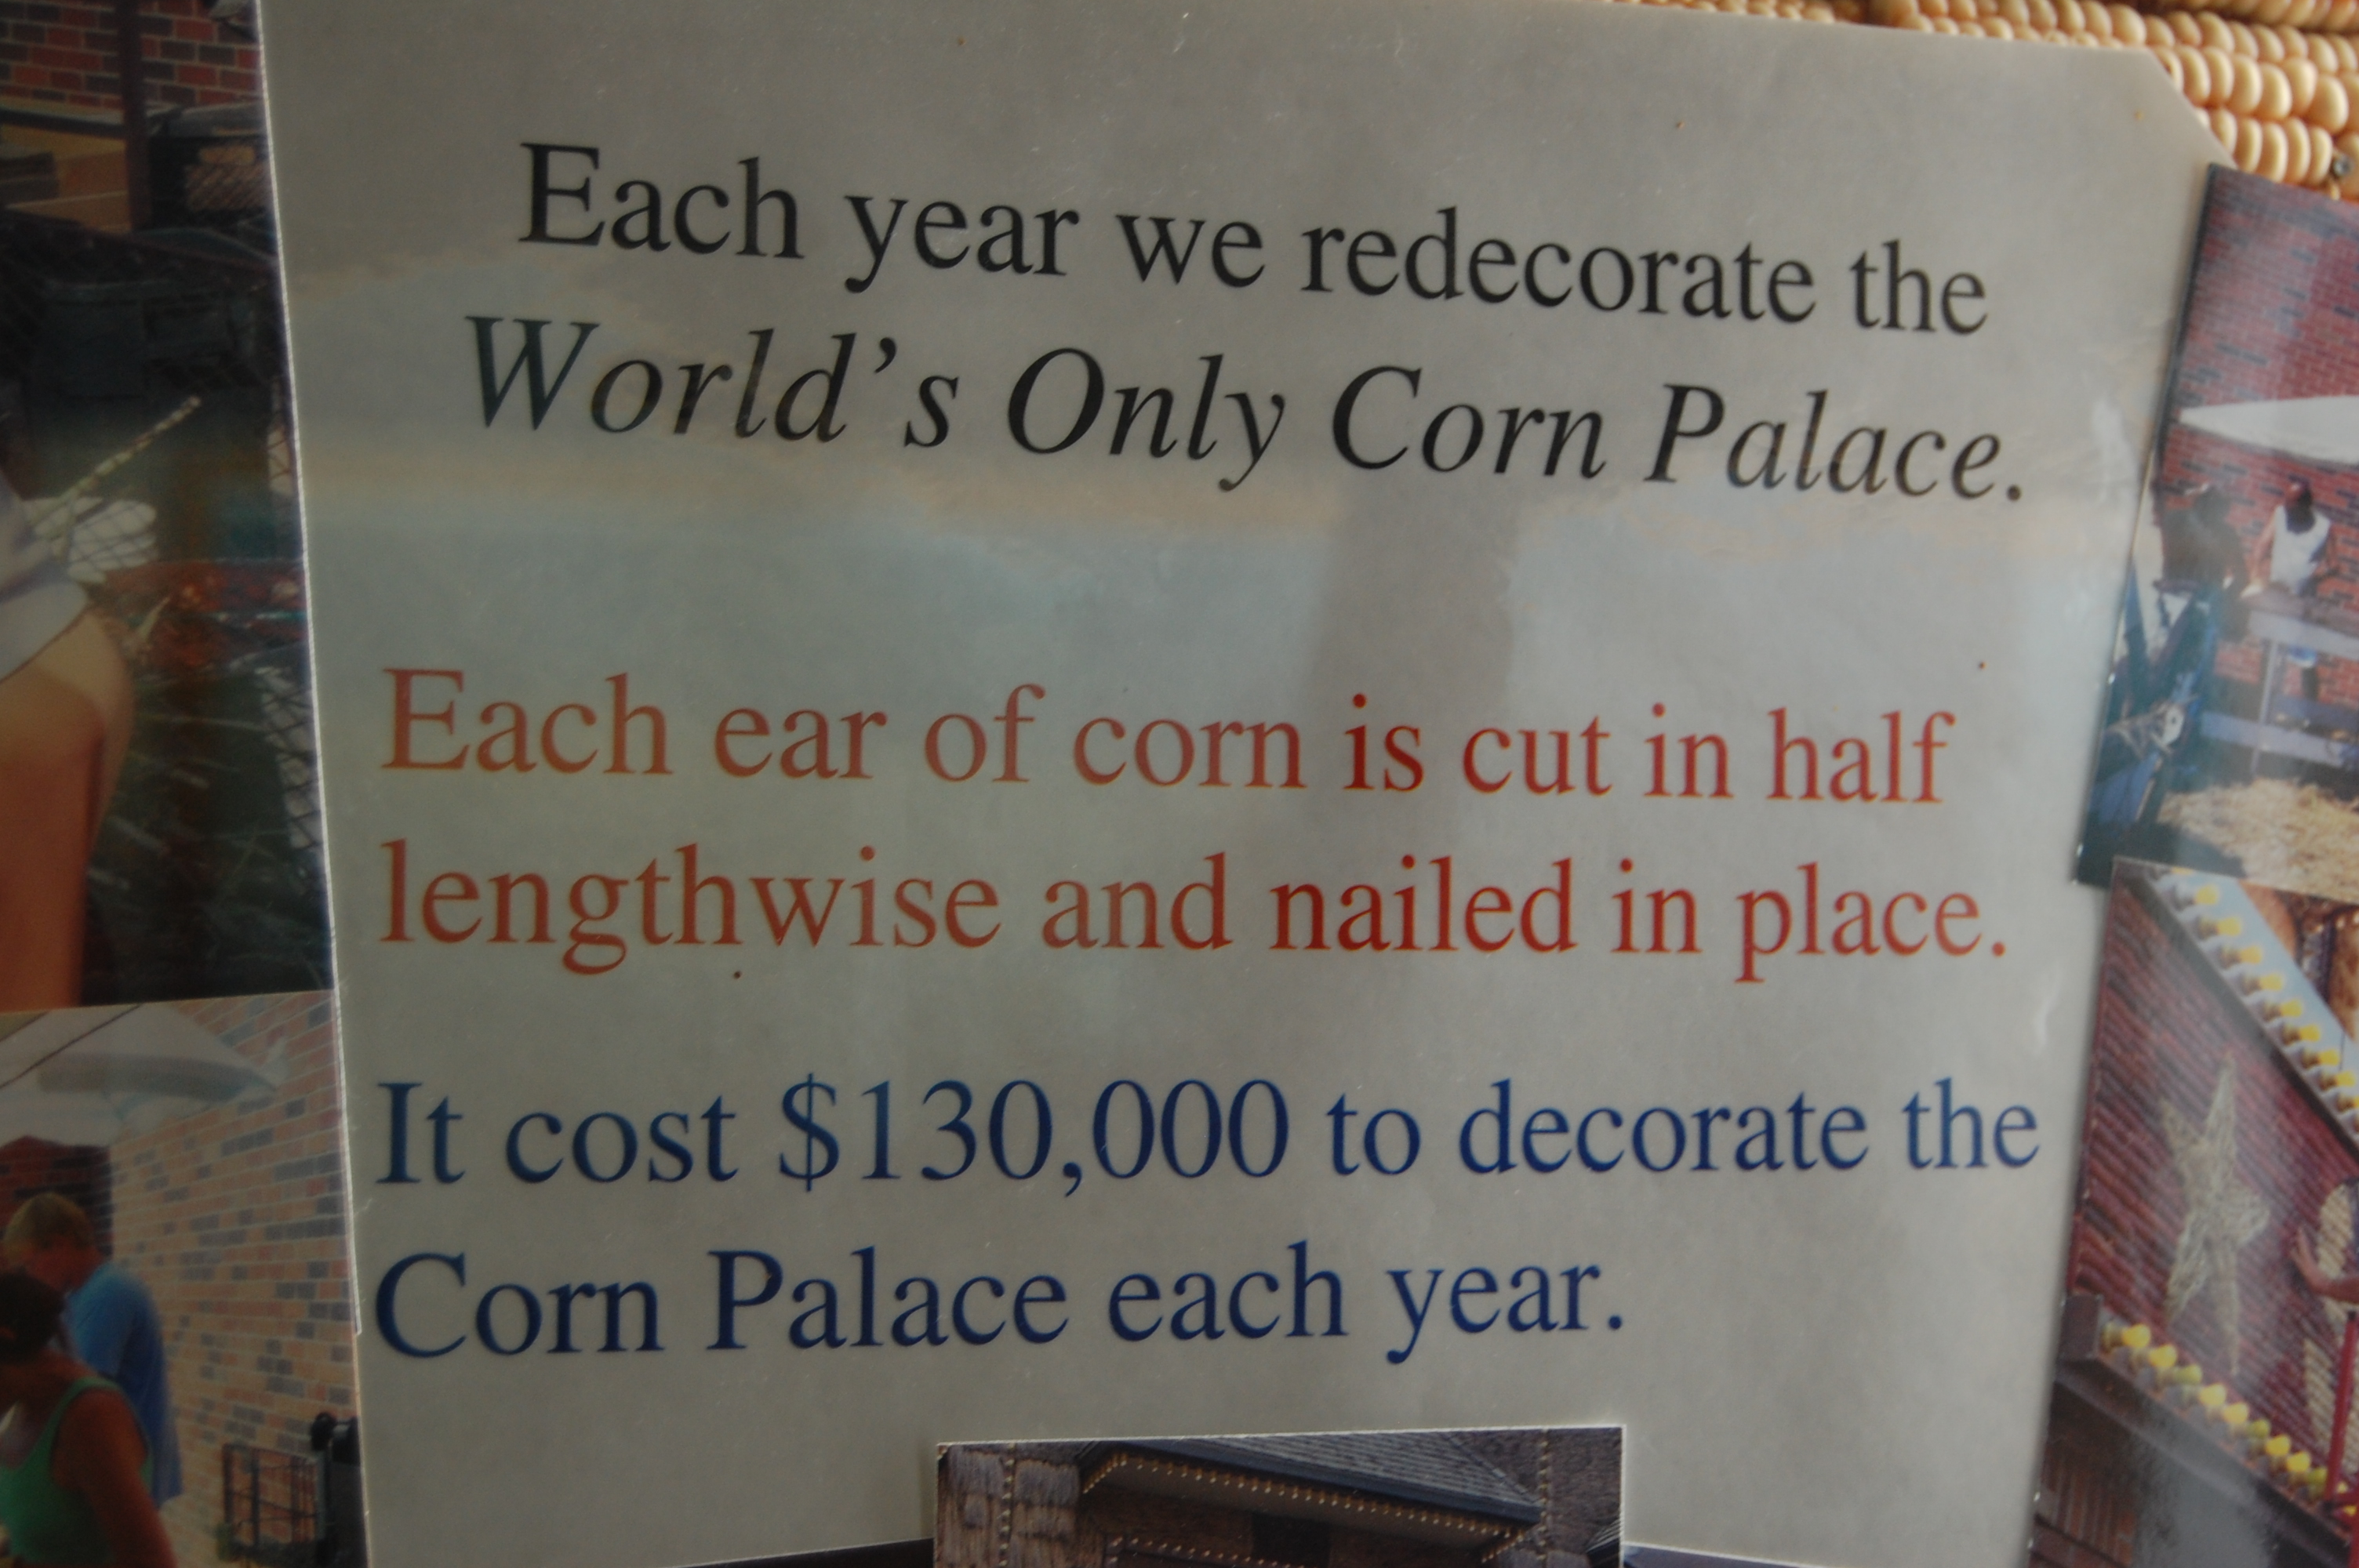 Each year we redecorate the
World's Only Corn Palace.
Each ear of corn is cut in half
lengthwise and nailed in place.
It cost $130,000 to decorate the
Corn Palace each year.